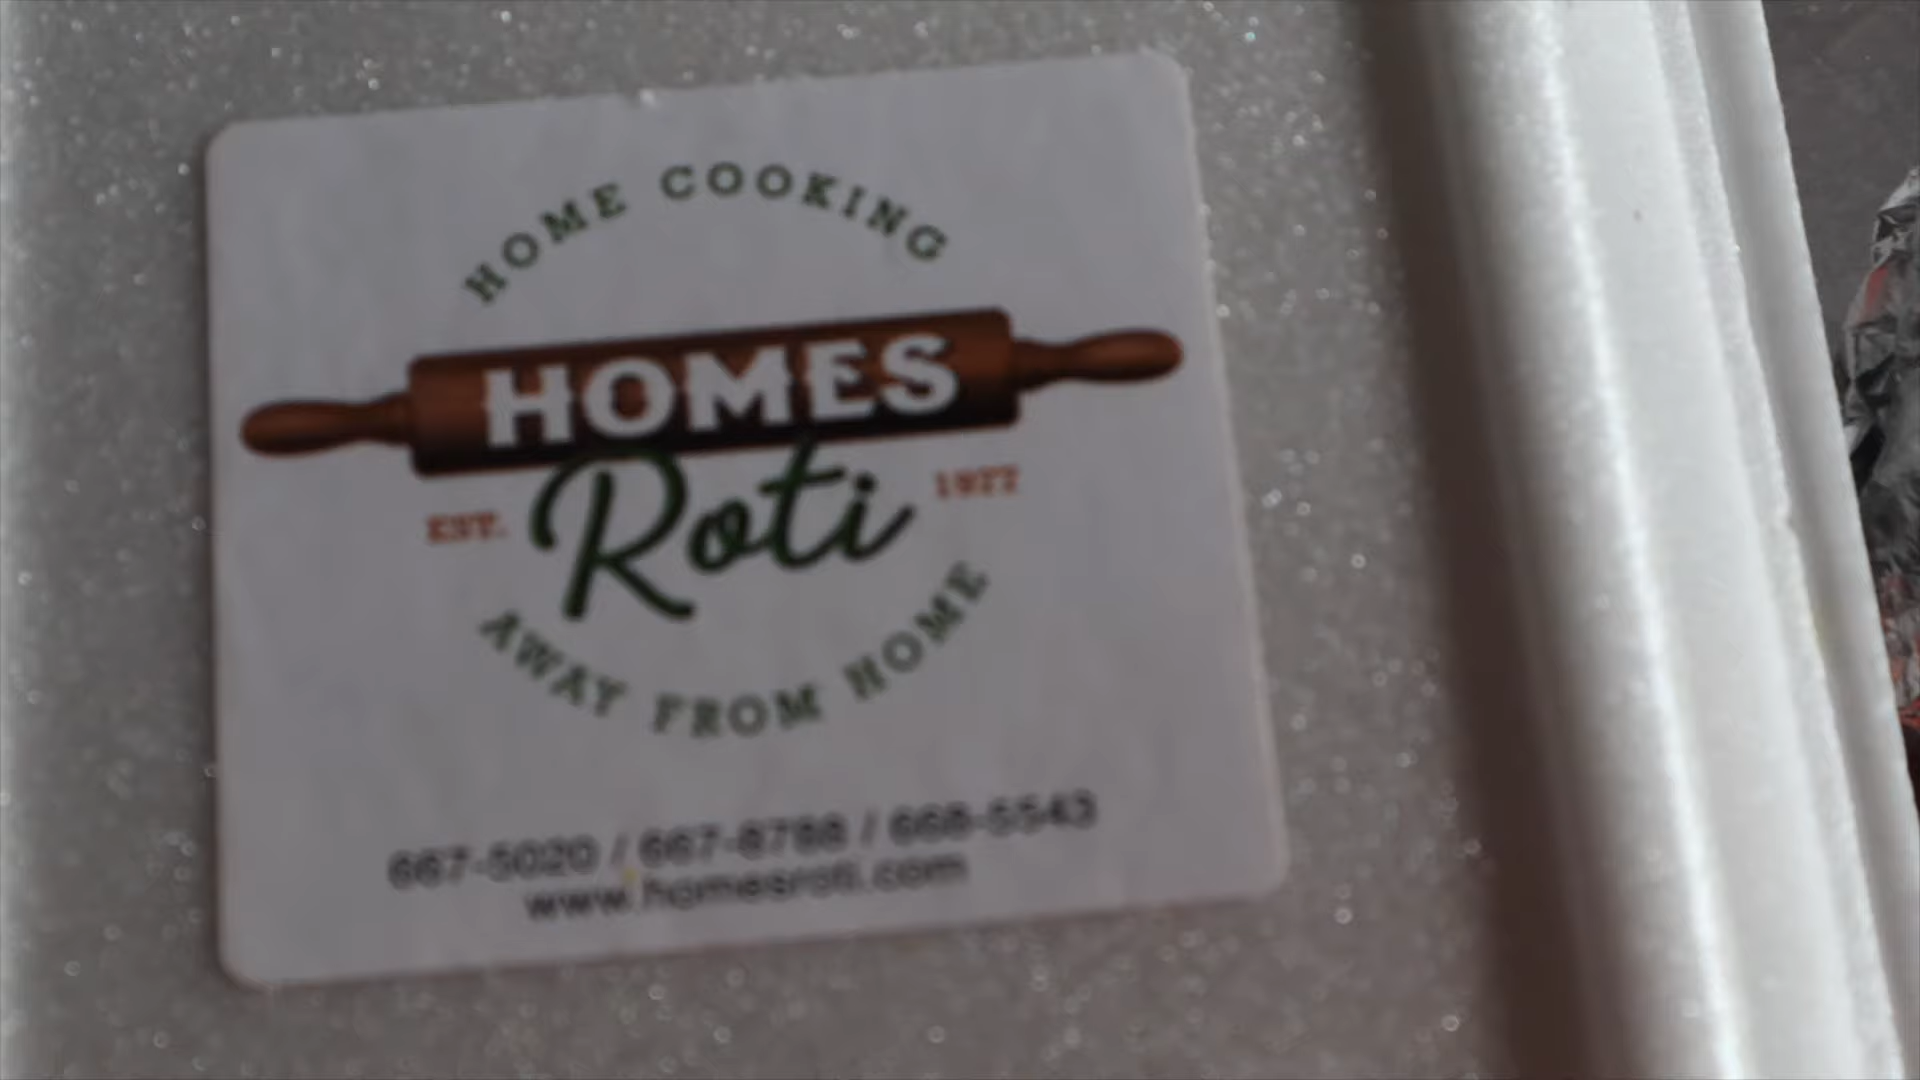 HOME COOKING
HOMES
Roti
EST. 1977
AWAY FROM HOME
667-5020 / 667-8788 / 668-5543
www.homesroti.com